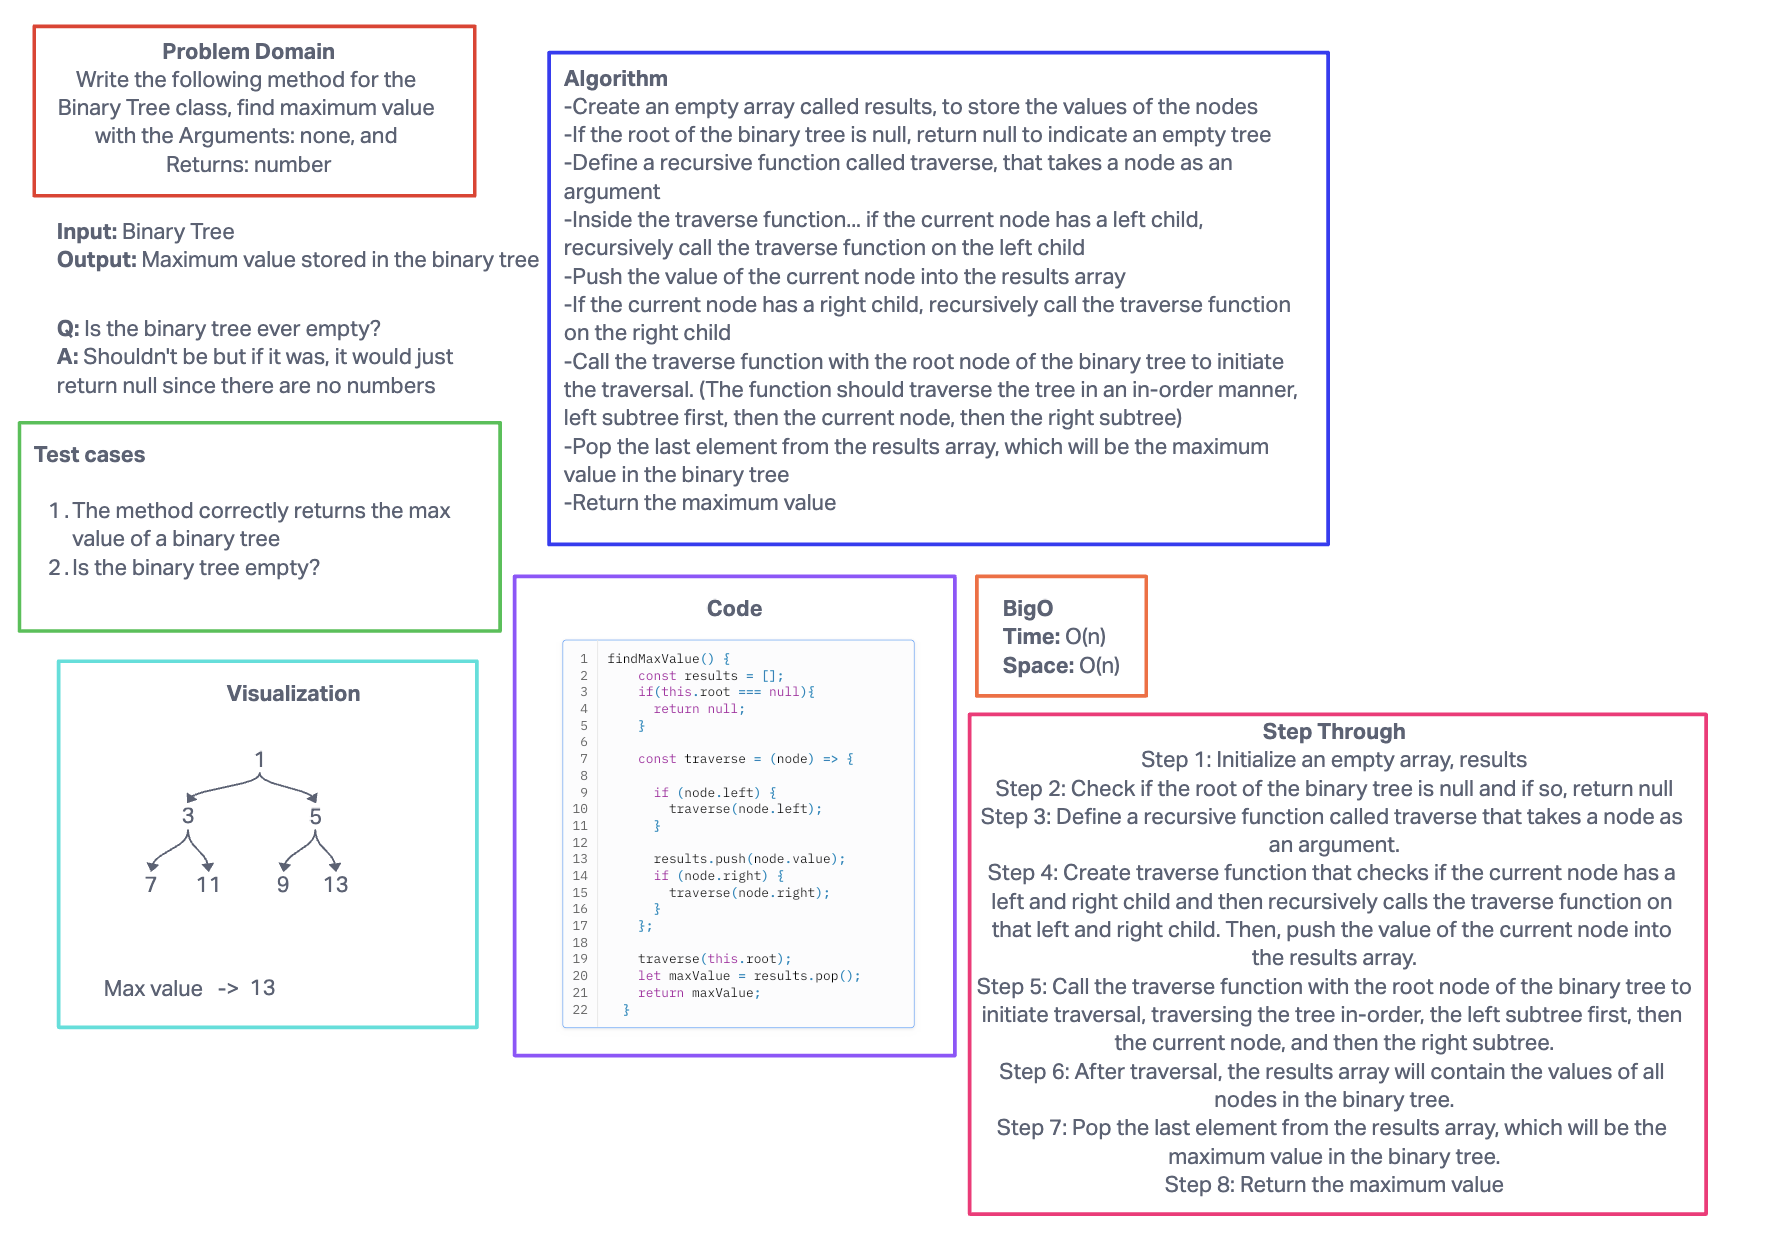 Problem Domain
Write the following method for the
Binary Tree class, find maximum value
with the Arguments: none, and
Returns: number
Input: Binary Tree
Output: Maximum value stored in the binary tree
Q: Is the binary tree ever empty?
A: Shouldn't be but if it was, it would just
return null since there are no numbers
Test cases
1. The method correctly returns the max
value of a binary tree
2. Is the binary tree empty?
Visualization
1
3 5
7 11 9 13
Max value -> 13
Algorithm
-Create an empty array called results, to store the values of the nodes
-If the root of the binary tree is null, return null to indicate an empty tree
-Define a recursive function called traverse, that takes a node as an
argument
-Inside the traverse function... if the current node has a left child,
recursively call the traverse function on the left child
-Push the value of the current node into the results array
-If the current node has a right child, recursively call the traverse function
on the right child
-Call the traverse function with the root node of the binary tree to initiate
the traversal. (The function should traverse the tree in an in-order manner,
left subtree first, then the current node, then the right subtree)
-Pop the last element from the results array, which will be the maximum
value in the binary tree
-Return the maximum value
Code
1 findMaxValue() {
2 const results = [];
3 if(this.root === null){
4 return null;
5 }
6
7 const traverse = (node) => {
8
9 if (node.left) {
10 traverse(node.left);
11 }
12
13 results.push(node.value);
14 if (node.right) {
15 traverse(node.right);
16 }
17 };
18
19 traverse(this.root);
20 let maxValue = results.pop();
21 return maxValue;
22 }
BigO
Time: O(n)
Space: O(n)
Step Through
Step 1: Initialize an empty array, results
Step 2: Check if the root of the binary tree is null and if so, return null
Step 3: Define a recursive function called traverse that takes a node as
an argument.
Step 4: Create traverse function that checks if the current node has a
left and right child and then recursively calls the traverse function on
that left and right child. Then, push the value of the current node into
the results array.
Step 5: Call the traverse function with the root node of the binary tree to
initiate traversal, traversing the tree in-order, the left subtree first, then
the current node, and then the right subtree.
Step 6: After traversal, the results array will contain the values of all
nodes in the binary tree.
Step 7: Pop the last element from the results array, which will be the
maximum value in the binary tree.
Step 8: Return the maximum value